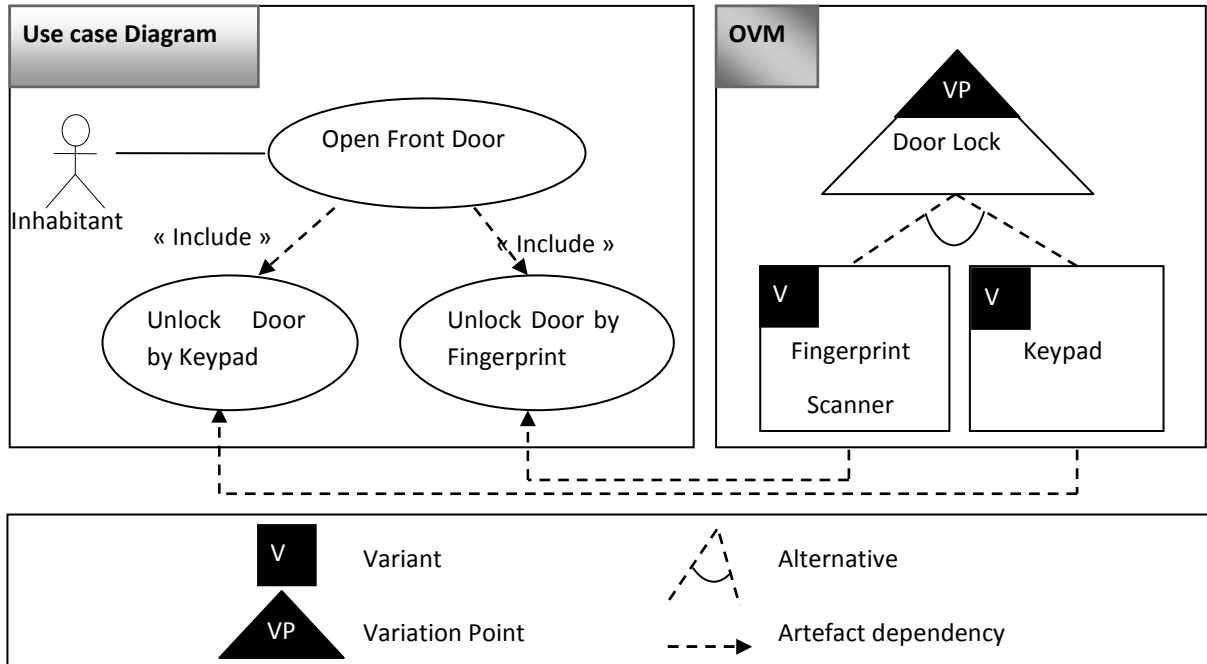 Use case Diagram
Open Front Door
Inhabitant
« Include »
« Include »
Unlock Door
by Keypad
Unlock Door by
Fingerprint
OVM
VP
Door Lock
V
Fingerprint
Scanner
V
Keypad
V
Variant
Alternative
VP
Variation Point
Artefact dependency